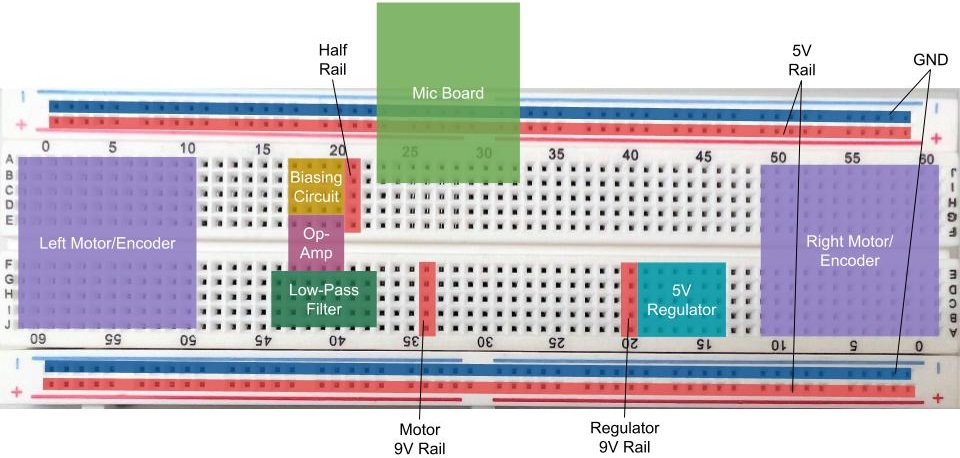 Half
Rail
5V
Rail
GND
Mic Board
+
+
0 5 10 15 20 25 30 35 40 45 50 55 60
A
B
C
D
E
Biasing
Circuit
J
I
H
G
F
Left Motor/Encoder
Op-
Amp
Right Motor/
Encoder
F
G
H
I
J
Low-Pass
Filter
5V
Regulator
E
D
C
B
A
60 55 50 45 40 35 30 25 20 15 10 5 0
+
+
Motor
9V Rail
Regulator
9V Rail